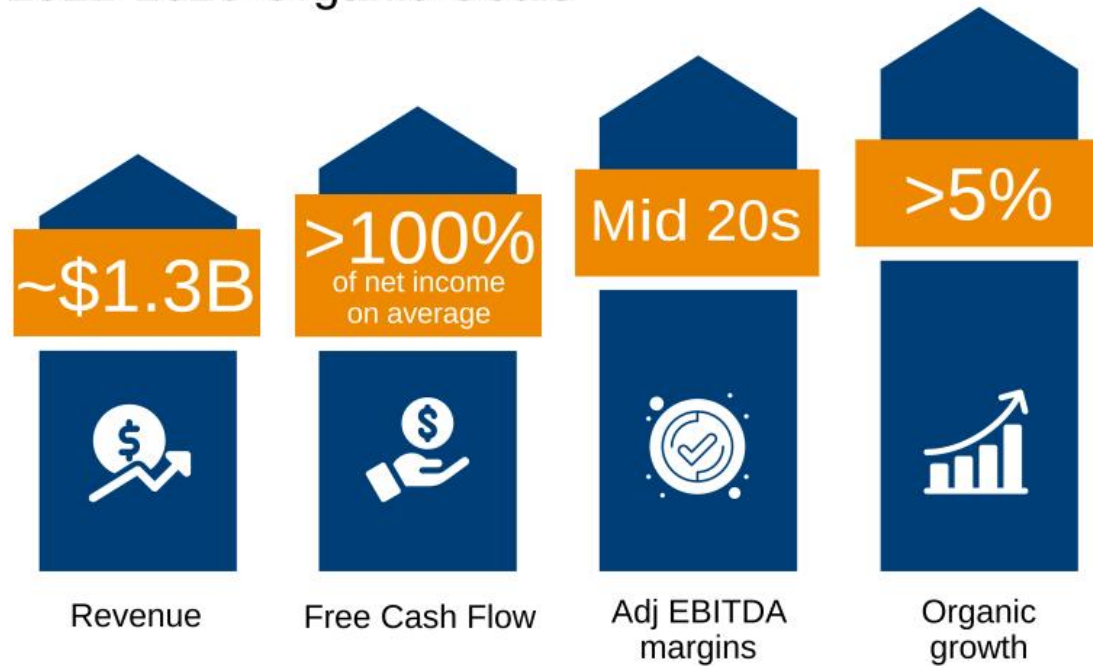 ~$1.3B
>100%
of net income
on average
Mid 20s
>5%
Revenue
Free Cash Flow
Adj EBITDA
margins
Organic
growth